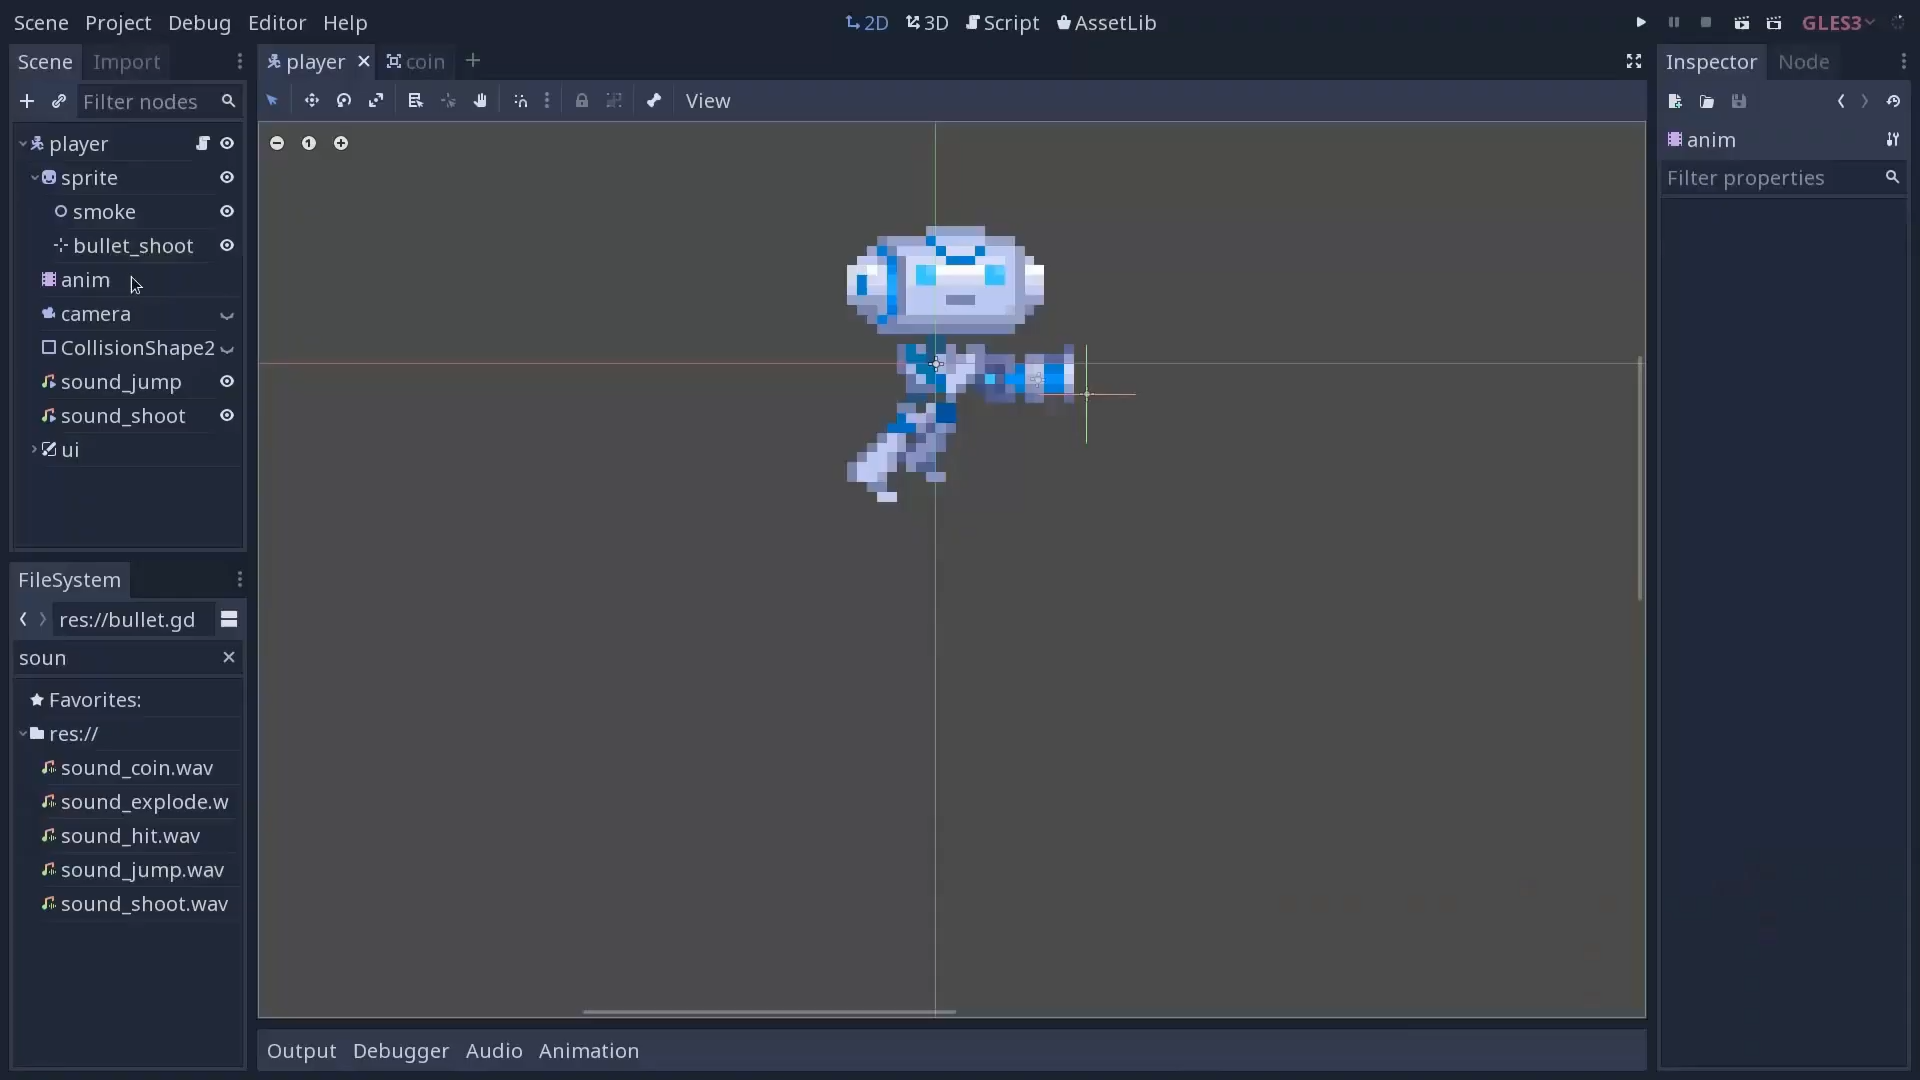 Scene Project Debug Editor Help
2D 3D Script AssetLib
GLES3
Scene Import
player coin
Inspector Node
Filter nodes
View
anim
Filter properties
player
sprite
smoke
bullet_shoot
anim
camera
CollisionShape2
sound_jump
sound_shoot
ui
1
FileSystem
res://bullet.gd
soun
Favorites:
res://
sound_coin.wav
sound_explode.w
sound_hit.wav
sound_jump.wav
sound_shoot.wav
Output Debugger Audio Animation